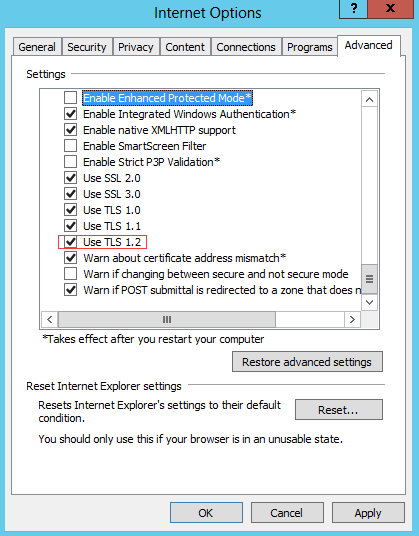 Internet Options
?
General Security Privacy Content Connections Programs Advanced
Settings
Enable Enhanced Protected Mode*
Enable Integrated Windows Authentication*
Enable native XMLHTTP support
Enable SmartScreen Filter
Enable Strict P3P Validation*
Use SSL 2.0
Use SSL 3.0
Use TLS 1.0
Use TLS 1.1
Use TLS 1.2
Warn about certificate address mismatch*
Warn if changing between secure and not secure mode
Warn if POST submittal is redirected to a zone that does n
*Takes effect after you restart your computer
Restore advanced settings
Reset Internet Explorer settings
Resets Internet Explorer's settings to their default
condition.
Reset...
You should only use this if your browser is in an unusable state.
OK Cancel Apply